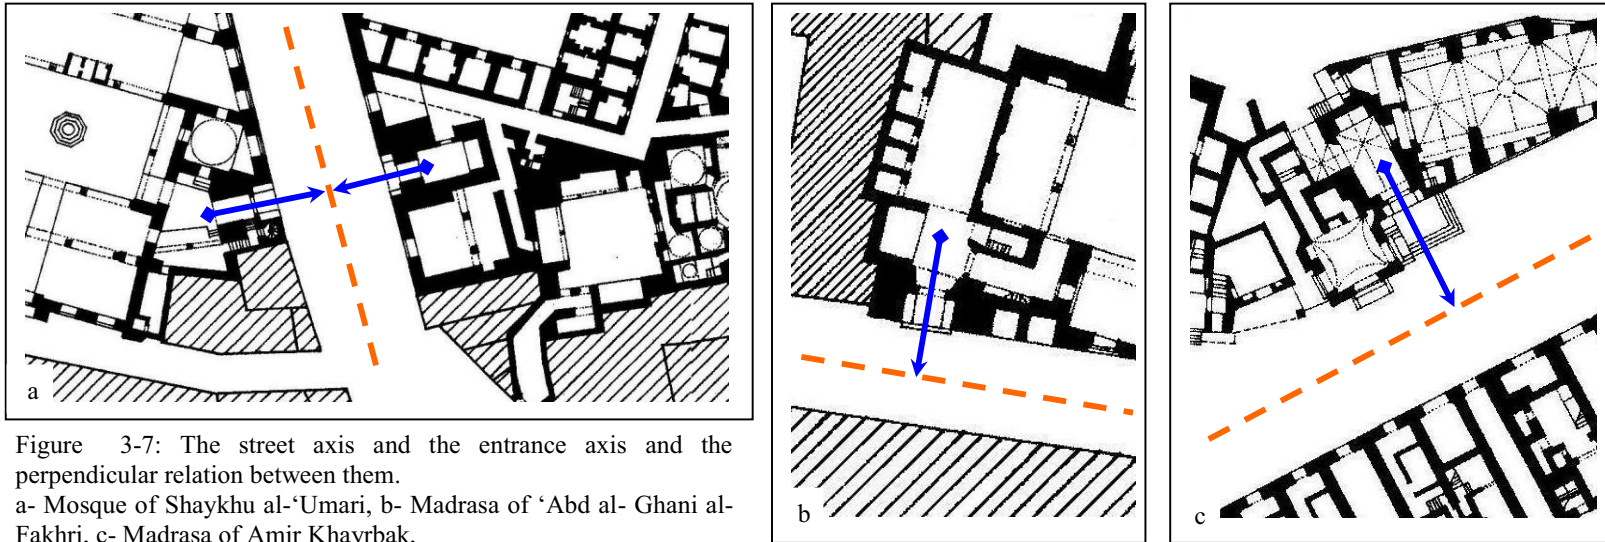 a
Figure 3-7: The street axis and the entrance axis and the
perpendicular relation between them.
a- Mosque of Shaykhu al-‘Umari, b- Madrasa of ‘Abd al- Ghani al-
Fakhri, c- Madrasa of Amir Khayrbak.
b
c